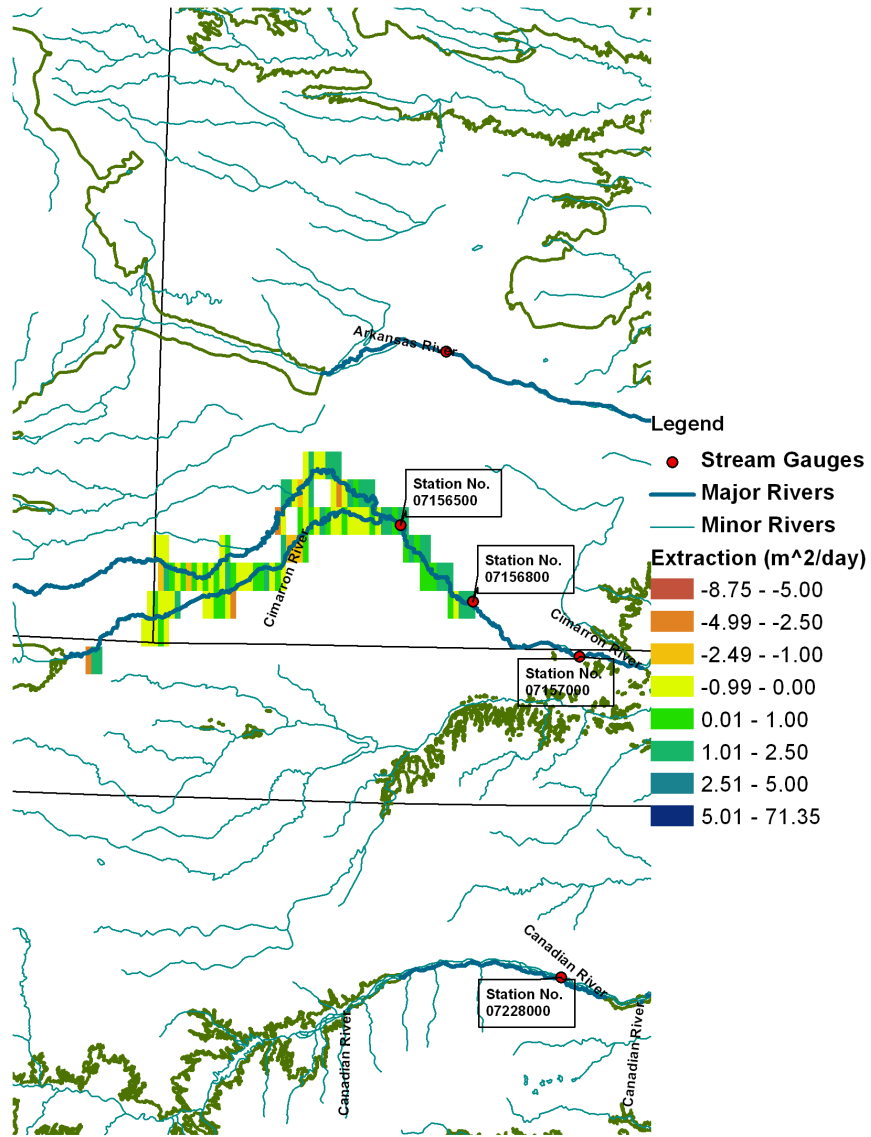 Arkansas River
Station No.
07156500
Station No.
07156800
Cimarron River
Cimarron River
Station No.
07157000
Canadian River
Station No.
07228000
Canadian River
Canadian River
Legend
Stream Gauges
Major Rivers
Minor Rivers
Extraction (m^2/day)
-8.75 - -5.00
-4.99 - -2.50
-2.49 - -1.00
-0.99 - 0.00
0.01 - 1.00
1.01 - 2.50
2.51 - 5.00
5.01 - 71.35